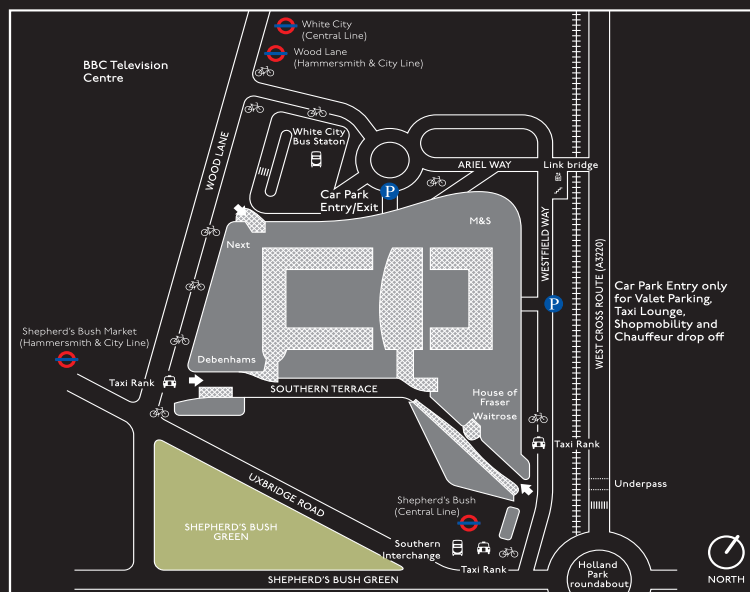 White City
(Central Line)
Wood Lane
(Hammersmith & City Line)
BBC Television
Centre
White City
Bus Staton
WOOD LANE
ARIEL WAY
Link bridge
Car Park
Entry/Exit
P
M&S
Next
WESTFIELD WAY
WEST CROSS ROUTE (A3220)
P
Car Park Entry only
for Valet Parking,
Taxi Lounge,
Shopmobility and
Chauffeur drop off
Shepherd's Bush Market
(Hammersmith & City Line)
Debenhams
Taxi Rank
SOUTHERN TERRACE
House of
Fraser
Waitrose
Taxi Rank
UXBRIDGE ROAD
Underpass
Shepherd's Bush
(Central Line)
SHEPHERD'S BUSH
GREEN
Southern
Interchange
Taxi Rank
SHEPHERD'S BUSH GREEN
Holland
Park
roundabout
NORTH